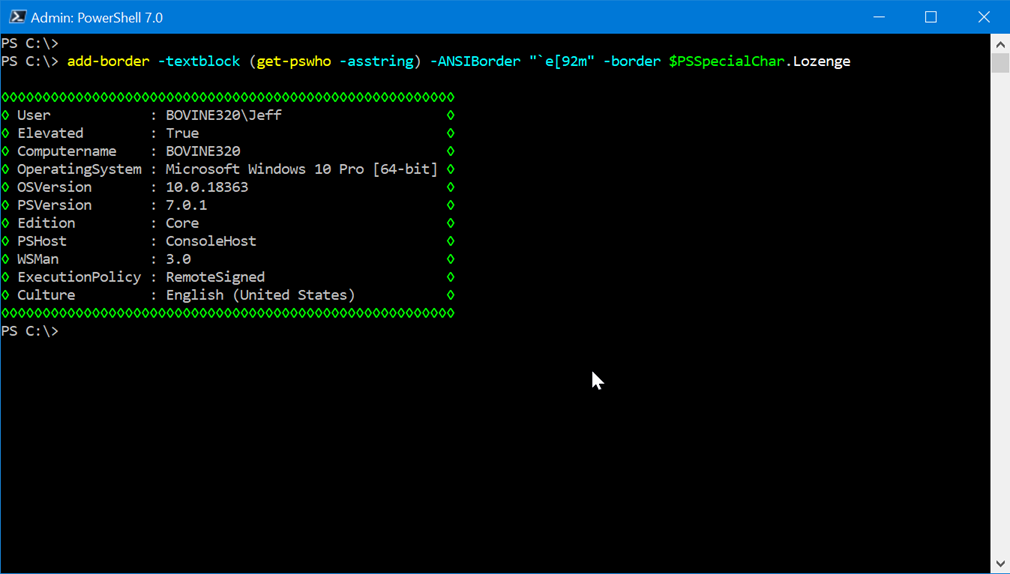 Admin: PowerShell 7.0
PS C:\>
PS C:\> add-border -textblock (get-pswho -asstring) -ANSIBorder "`e[92m" -border $PSSpecialChar.Lozenge
◊◊◊◊◊◊◊◊◊◊◊◊◊◊◊◊◊◊◊◊◊◊◊◊◊◊◊◊◊◊◊◊◊◊◊◊◊◊◊◊◊◊◊◊◊◊◊◊◊◊◊◊◊◊◊
◊ User            : BOVINE320\Jeff                    ◊
◊ Elevated        : True                              ◊
◊ Computername    : BOVINE320                         ◊
◊ OperatingSystem : Microsoft Windows 10 Pro [64-bit] ◊
◊ OSVersion       : 10.0.18363                        ◊
◊ PSVersion       : 7.0.1                             ◊
◊ Edition         : Core                              ◊
◊ PSHost          : ConsoleHost                       ◊
◊ WSMan           : 3.0                               ◊
◊ ExecutionPolicy : RemoteSigned                      ◊
◊ Culture         : English (United States)           ◊
◊◊◊◊◊◊◊◊◊◊◊◊◊◊◊◊◊◊◊◊◊◊◊◊◊◊◊◊◊◊◊◊◊◊◊◊◊◊◊◊◊◊◊◊◊◊◊◊◊◊◊◊◊◊◊
PS C:\>